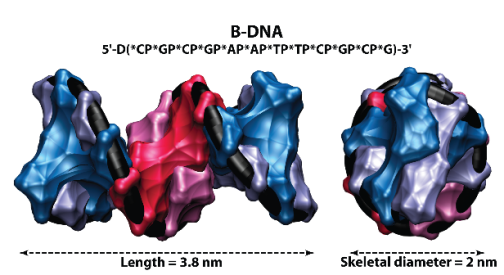 B-DNA
5'-D(*CP*GP*CP*GP*AP*AP*TP*TP*CP*GP*CP*G)-3'
Length = 3.8 nm
Skeletal diameter = 2 nm